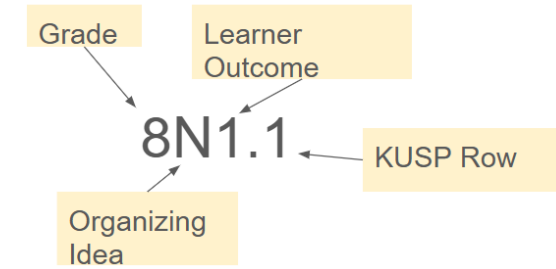 Grade
Learner
Outcome
8N1.1
KUSP Row
Organizing
Idea